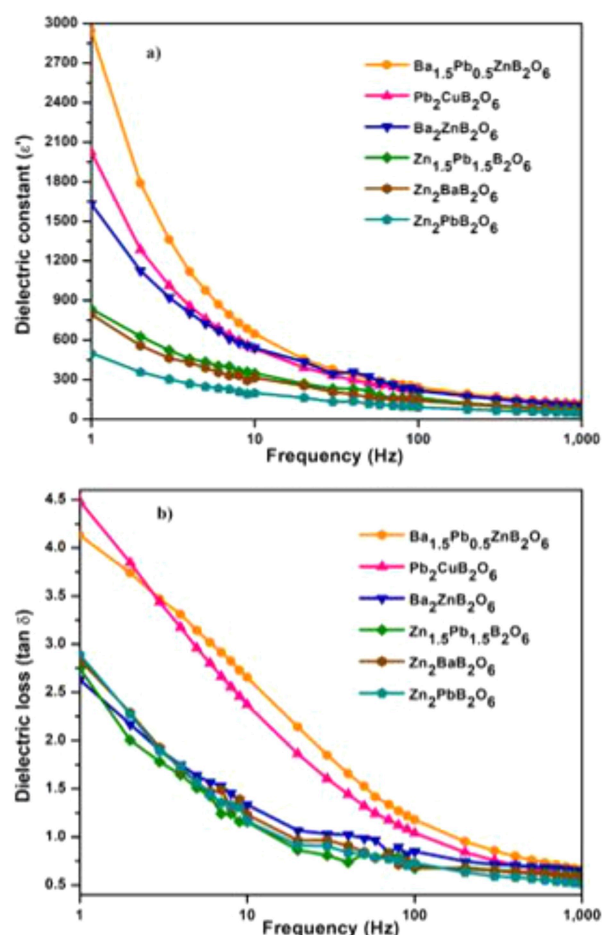 3000
2700
2400
2100
1800
1500
1200
900
600
300
0
Dielectric constant (ε')
a)
Ba1.5Pb0.5ZnB2O6
Pb2CuB2O6
Ba2ZnB2O6
Zn1.5Pb1.5B2O6
Zn2BaB2O6
Zn2PbB2O6
1 10 100 1,000
Frequency (Hz)
4.5
4.0
3.5
3.0
2.5
2.0
1.5
1.0
0.5
Dielectric loss (tan δ)
b)
Ba1.5Pb0.5ZnB2O6
Pb2CuB2O6
Ba2ZnB2O6
Zn1.5Pb1.5B2O6
Zn2BaB2O6
Zn2PbB2O6
1 10 100 1,000
Frequency (Hz)